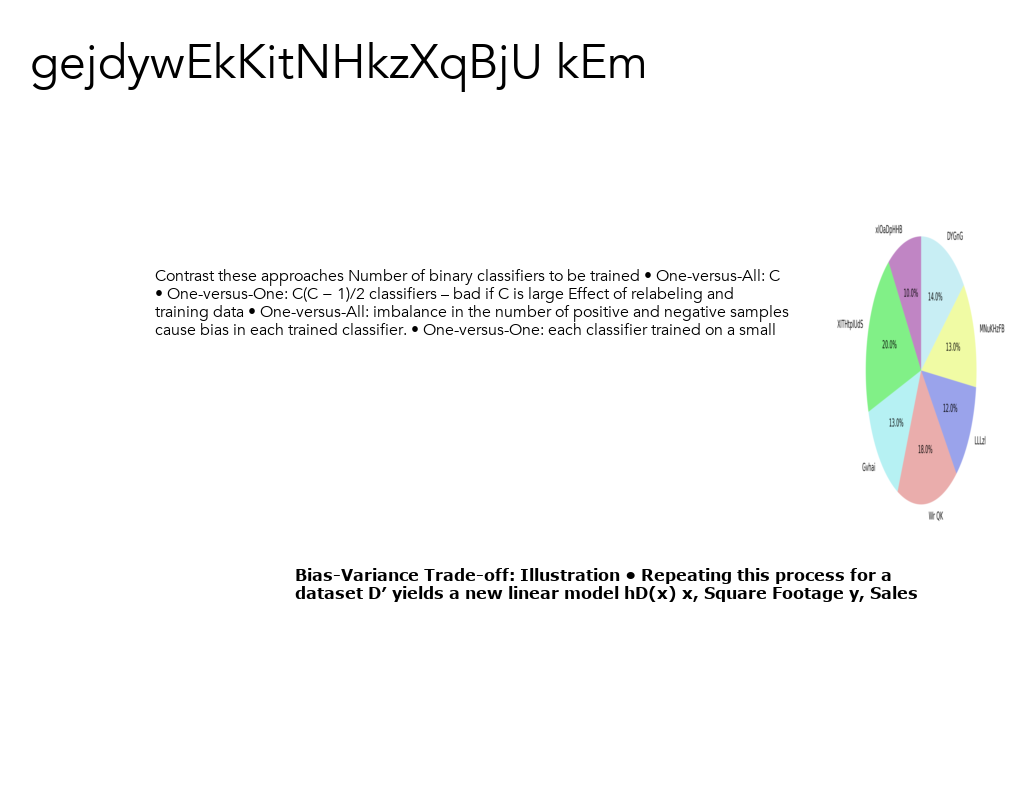 gejdywEkKitNHkzXqBjU kEm
Contrast these approaches Number of binary classifiers to be trained • One-versus-All: C
• One-versus-One: C(C − 1)/2 classifiers – bad if C is large Effect of relabeling and
training data • One-versus-All: imbalance in the number of positive and negative samples
cause bias in each trained classifier. • One-versus-One: each classifier trained on a small
xIOaDpHHB
DYGnG
10.0%
14.0%
MNuKHzFB
20.0%
13.0%
12.0%
13.0%
18.0%
Gvhai
Wr QK
Bias-Variance Trade-off: Illustration • Repeating this process for a
dataset D’ yields a new linear model hD(x) x, Square Footage y, Sales